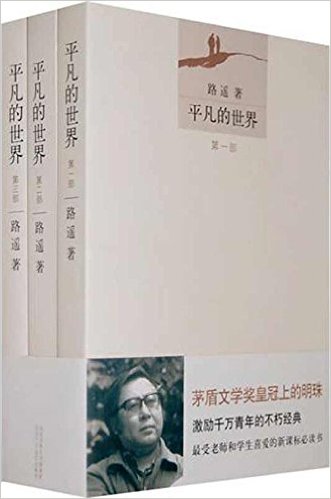 平凡的世界
第三部
路遥 著
平凡的世界
第二部
路遥 著
平凡的世界
第一部
路遥 著
路遥 著
平凡的世界
第一部
茅盾文学奖皇冠上的明珠
激励千万青年的不朽经典
最受老师和学生喜爱的新课标必读书